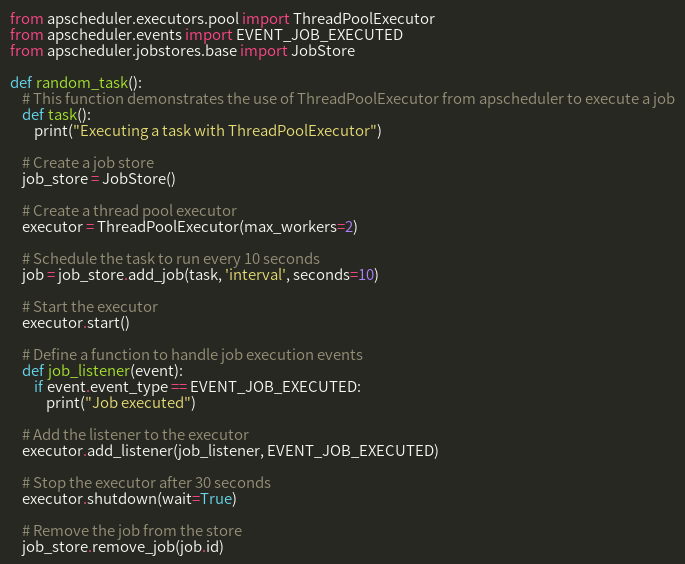 from apscheduler.executors.pool import ThreadPoolExecutor
from apscheduler.events import EVENT_JOB_EXECUTED
from apscheduler.jobstores.base import JobStore

def random_task():
    # This function demonstrates the use of ThreadPoolExecutor from apscheduler to execute a job
    def task():
        print("Executing a task with ThreadPoolExecutor")

    # Create a job store
    job_store = JobStore()

    # Create a thread pool executor
    executor = ThreadPoolExecutor(max_workers=2)

    # Schedule the task to run every 10 seconds
    job = job_store.add_job(task, 'interval', seconds=10)

    # Start the executor
    executor.start()

    # Define a function to handle job execution events
    def job_listener(event):
        if event.event_type == EVENT_JOB_EXECUTED:
            print("Job executed")

    # Add the listener to the executor
    executor.add_listener(job_listener, EVENT_JOB_EXECUTED)

    # Stop the executor after 30 seconds
    executor.shutdown(wait=True)

    # Remove the job from the store
    job_store.remove_job(job.id)